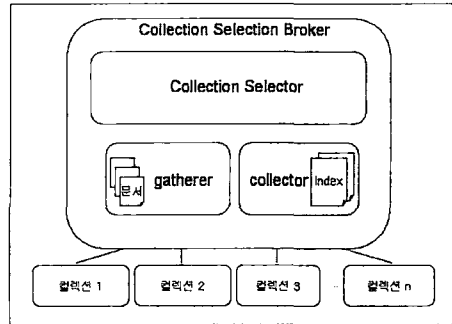 Collection Selection Broker
Collection Selector
문서
gatherer
collector
Index
컬렉션 1
컬렉션 2
컬렉션 3
컬렉션 n